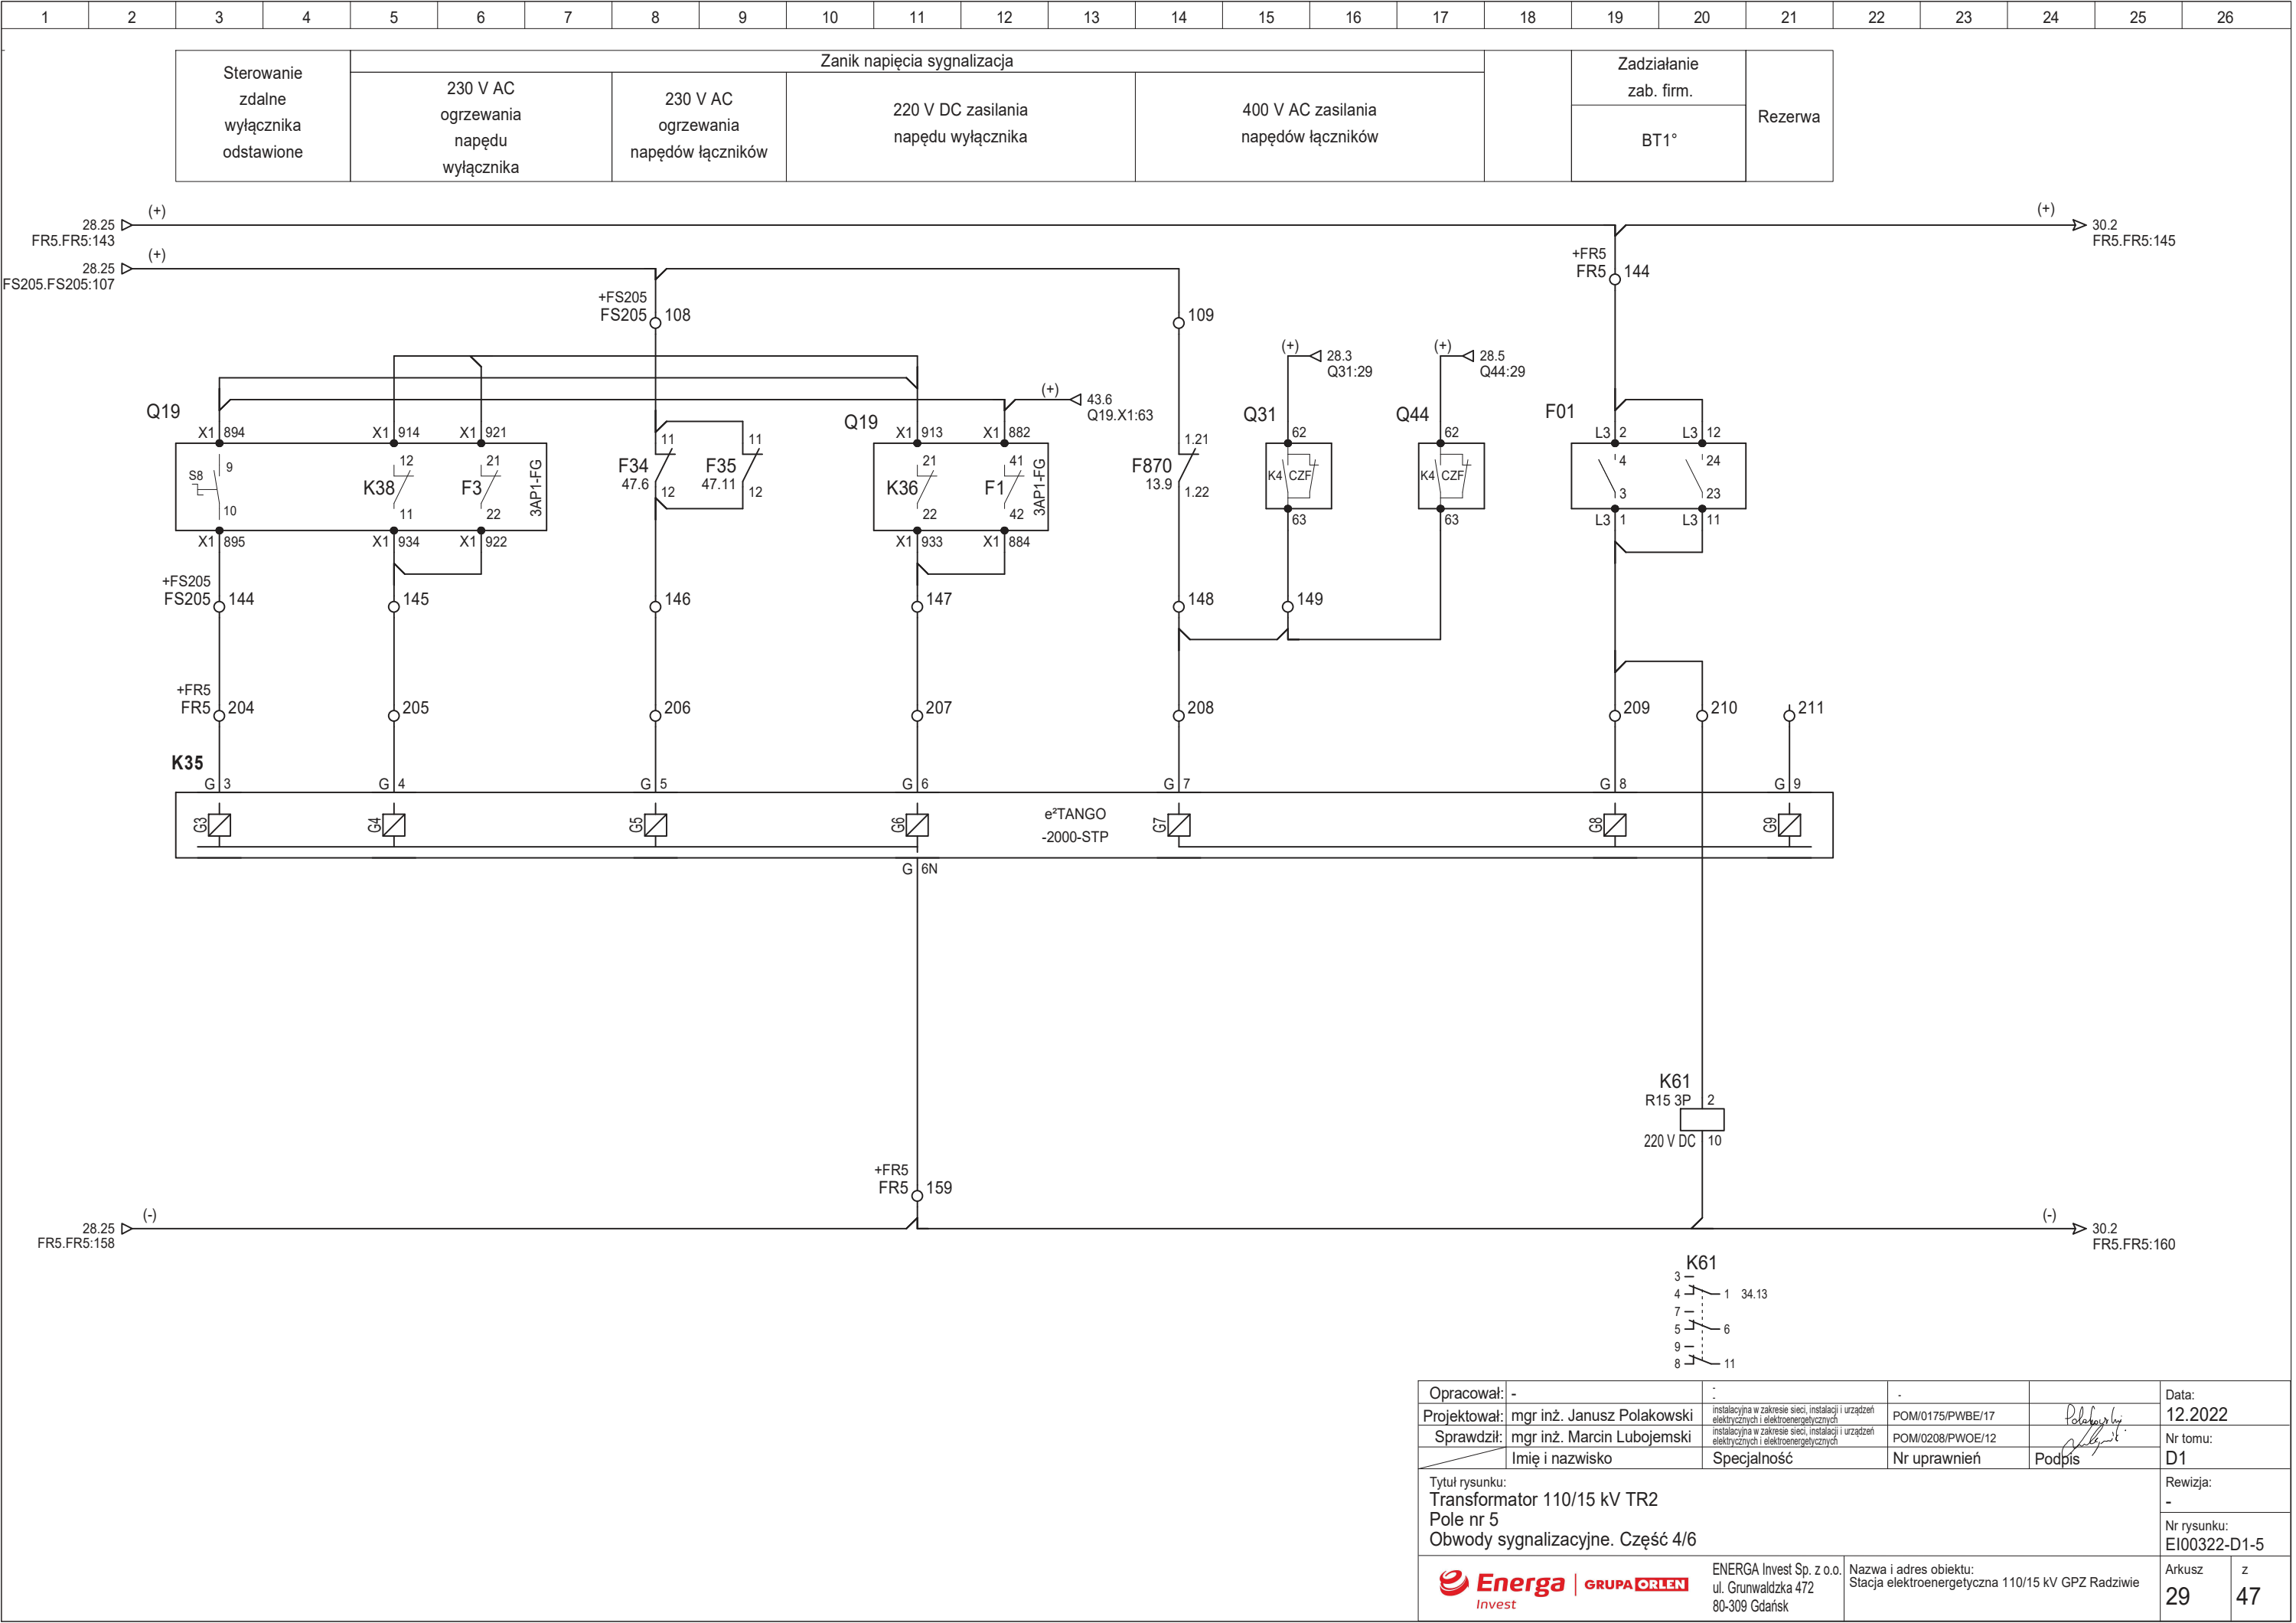 1 2 3 4 5 6 7 8 9 10 11 12 13 14 15 16 17 18 19 20 21 22 23 24 25 26
Sterowanie
zdalne
wyłącznika
odstawione
Zanik napięcia sygnalizacja
230 V AC
ogrzewania
napędu
wyłącznika
230 V AC
ogrzewania
napędów łączników
220 V DC zasilania
napędu wyłącznika
400 V AC zasilania
napędów łączników
Zadziałanie
zab. firm.
BT1°
Rezerwa
28.25 (+)
FR5.FR5:143
(+) 30.2
FR5.FR5:145
28.25 (+)
FS205.FS205:107
+FS205
FS205 108
109
+FR5
FR5 144
(+) 28.3
Q31:29
(+) 28.5
Q44:29
(+) 43.6
Q19.X1:63
Q19
X1 894
X1 914
X1 921
S8 9
10
12
K38
11
21
F3
22
3AP1-FG
X1 895
X1 934
X1 922
11
F34
47.6
12
11
F35
47.11
12
Q19
X1 913
X1 882
21
K36
22
41
F1
42
3AP1-FG
X1 933
X1 884
1.21
F870
13.9
1.22
Q31
62
K4 CZF
63
Q44
62
K4 CZF
63
F01
L3 2
L3 12
4
3
24
23
L3 1
L3 11
+FS205
FS205 144
145
146
147
148
149
+FR5
FR5 204
205
206
207
208
209
210
211
K35
G 3
G 4
G 5
G 6
G 7
G 8
G 9
G3
G4
G5
G6
e²TANGO
-2000-STP
G7
G8
G9
G 6N
K61
R15 3P 2
220 V DC 10
+FR5
FR5 159
28.25 (-)
FR5.FR5:158
(-) 30.2
FR5.FR5:160
K61
3
4 1 34.13
7
5 6
9
8 11
Opracował: - - - -
Projektował: mgr inż. Janusz Polakowski instalacyjna w zakresie sieci, instalacji i urządzeń elektrycznych i elektroenergetycznych POM/0175/PWBE/17
Sprawdził: mgr inż. Marcin Lubojemski instalacyjna w zakresie sieci, instalacji i urządzeń elektrycznych i elektroenergetycznych POM/0208/PWOE/12
Imię i nazwisko Specjalność Nr uprawnień Podpis
Data:
12.2022
Nr tomu:
D1
Tytuł rysunku:
Transformator 110/15 kV TR2
Pole nr 5
Obwody sygnalizacyjne. Część 4/6
Rewizja:
-
Nr rysunku:
EI00322-D1-5
Energa
Invest
GRUPA ORLEN
ENERGA Invest Sp. z o.o.
ul. Grunwaldzka 472
80-309 Gdańsk
Nazwa i adres obiektu:
Stacja elektroenergetyczna 110/15 kV GPZ Radziwie
Arkusz z
29 47